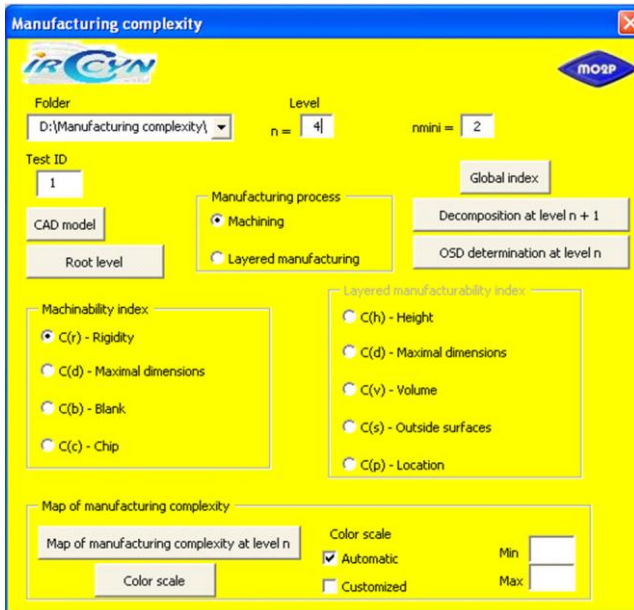 Manufacturing complexity
IRCCYN
MO2P
Folder
Level
D:\Manufacturing complexity\
n = 4
nmini = 2
Test ID
1
Global index
Manufacturing process
Machining
Layered manufacturing
CAD model
Root level
Decomposition at level n + 1
OSD determination at level n
Machinability index
C(r) - Rigidity
C(d) - Maximal dimensions
C(b) - Blank
C(c) - Chip
Layered manufacturability index
C(h) - Height
C(d) - Maximal dimensions
C(v) - Volume
C(s) - Outside surfaces
C(p) - Location
Map of manufacturing complexity
Map of manufacturing complexity at level n
Color scale
Color scale
Automatic
Customized
Min
Max